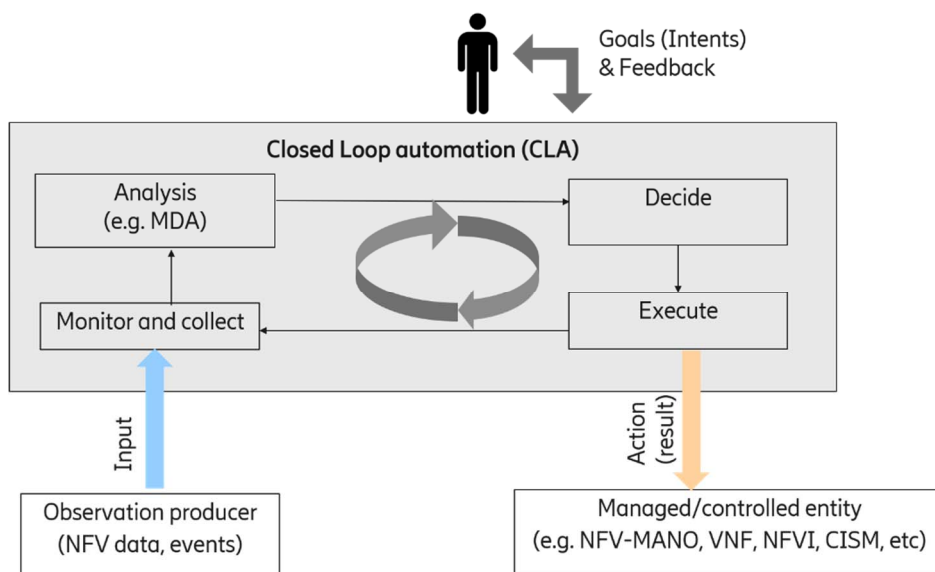 Goals (Intents)
& Feedback
Closed Loop automation (CLA)
Analysis
(e.g. MDA)
Decide
Monitor and collect
Execute
Input
Action
(result)
Observation producer
(NFV data, events)
Managed/controlled entity
(e.g. NFV-MANO, VNF, NFVI, CISM, etc)